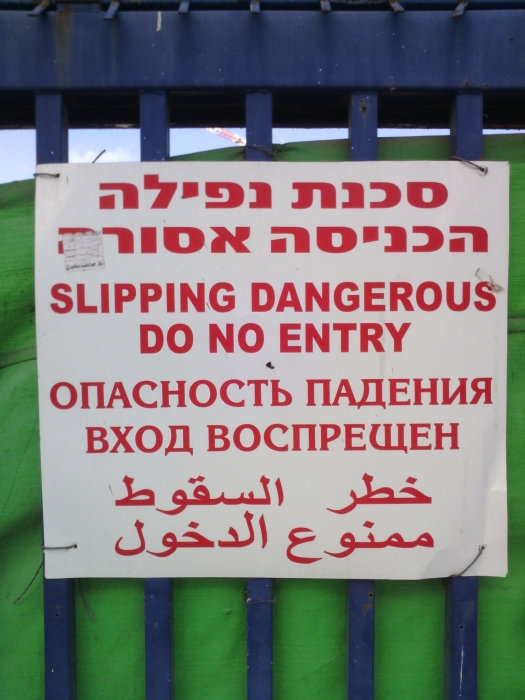 סכנת נפילה
הכניסה אסורה
SLIPPING DANGEROUS
DO NO ENTRY
ОПАСНОСТЬ ПАДЕНИЯ
ВХОД ВОСПРЕЩЕН
خطر السقوط
ممنوع الدخول